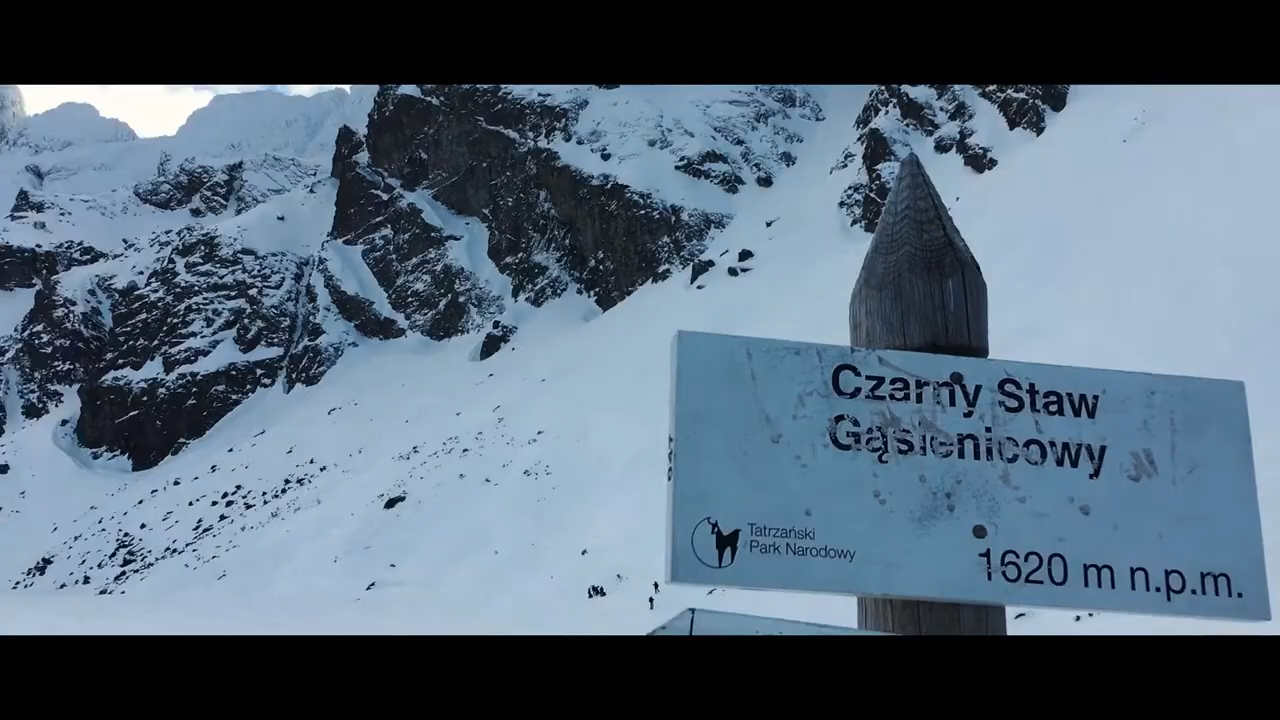 Czarny Staw
Gąsienicowy
Tatrzański
Park Narodowy
1620 m n.p.m.